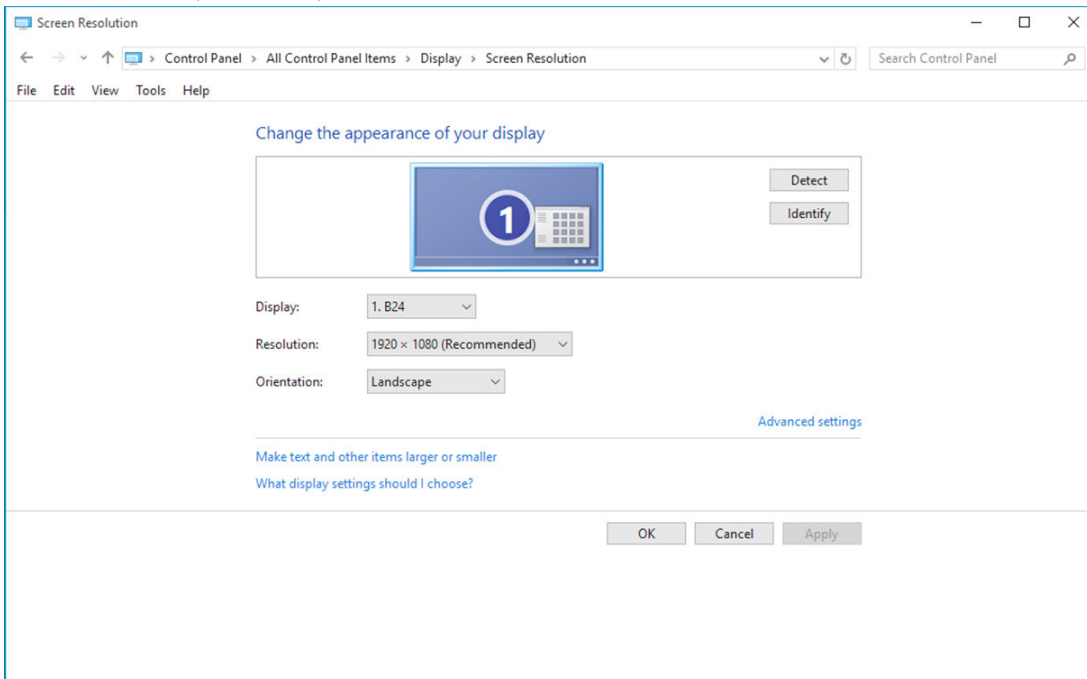 Screen Resolution
Control Panel > All Control Panel Items > Display > Screen Resolution
Search Control Panel
File Edit View Tools Help
Change the appearance of your display
1
Detect
Identify
Display: 1. B24
Resolution: 1920 × 1080 (Recommended)
Orientation: Landscape
Advanced settings
Make text and other items larger or smaller
What display settings should I choose?
OK Cancel Apply